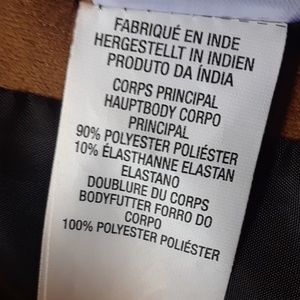 FABRIQUÉ EN INDE
HERGESTELLT IN INDIEN
PRODUTO DA ÍNDIA
CORPS PRINCIPAL
HAUPTBODY CORPO
PRINCIPAL
90% POLYESTER POLIÉSTER
10% ÉLASTHANNE ELASTAN
ELASTANO
DOUBLURE DU CORPS
BODYFUTTER FORRO DO
CORPO
100% POLYESTER POLIÉSTER